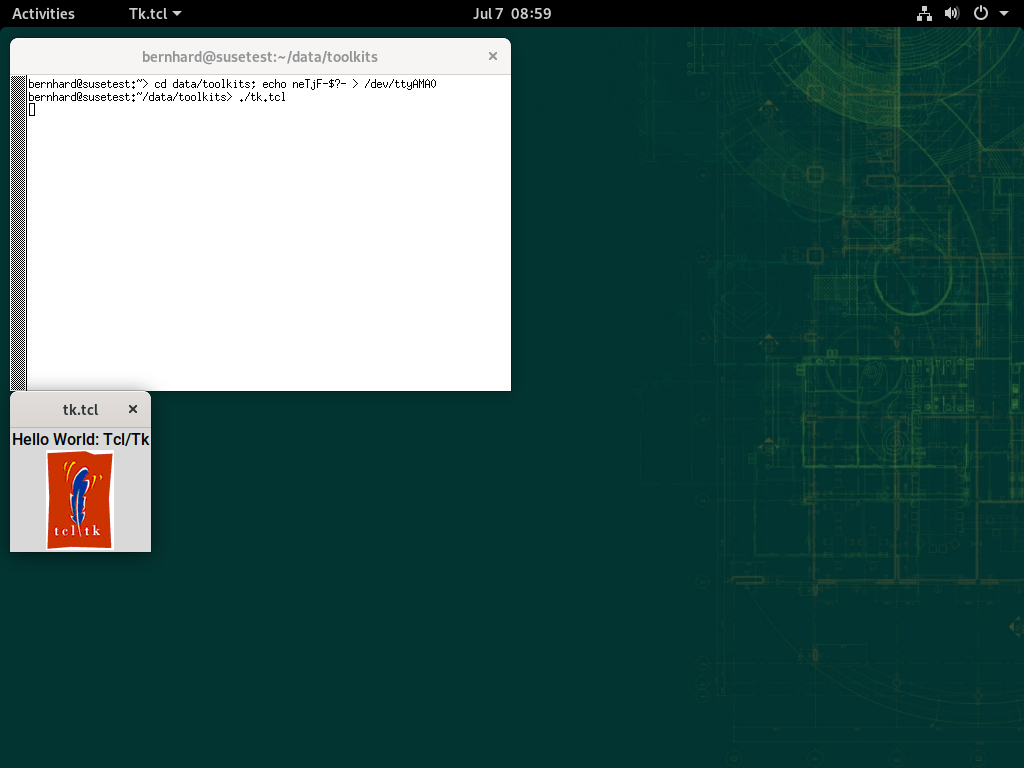 Activities
Tk.tcl
Jul 7 08:59
bernhard@susetest:~/data/toolkits
bernhard@susetest:~> cd data/toolkits; echo neTjF-$?- > /dev/ttyAMA0
bernhard@susetest:~/data/toolkits> ./tk.tcl
tk.tcl
Hello World: Tcl/Tk
tcl tk